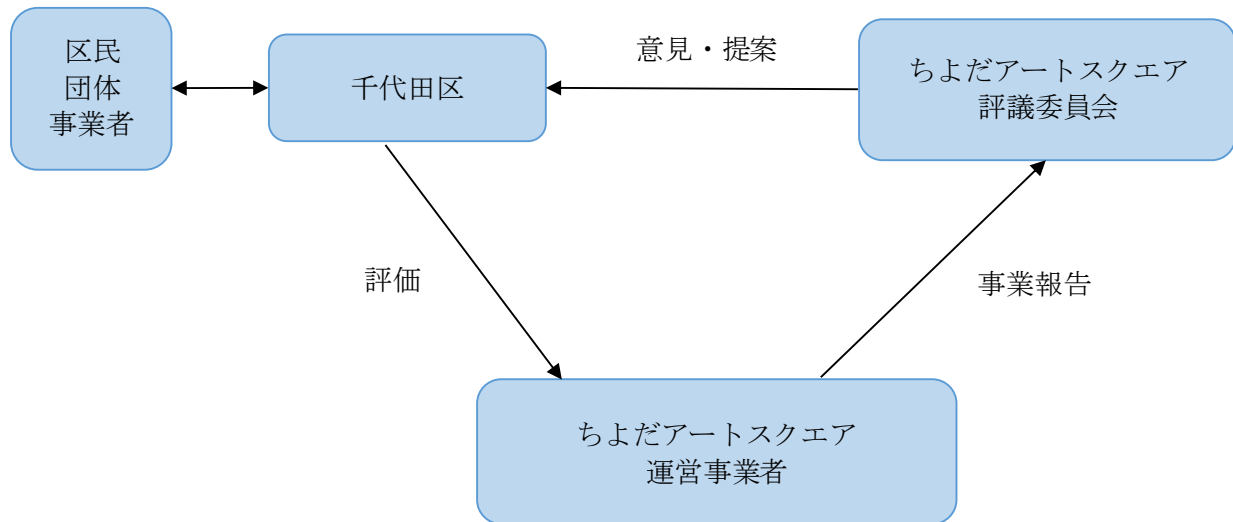 区民
団体
事業者
千代田区
意見・提案
ちよだアートスクエア
評議委員会
評価
事業報告
ちよだアートスクエア
運営事業者